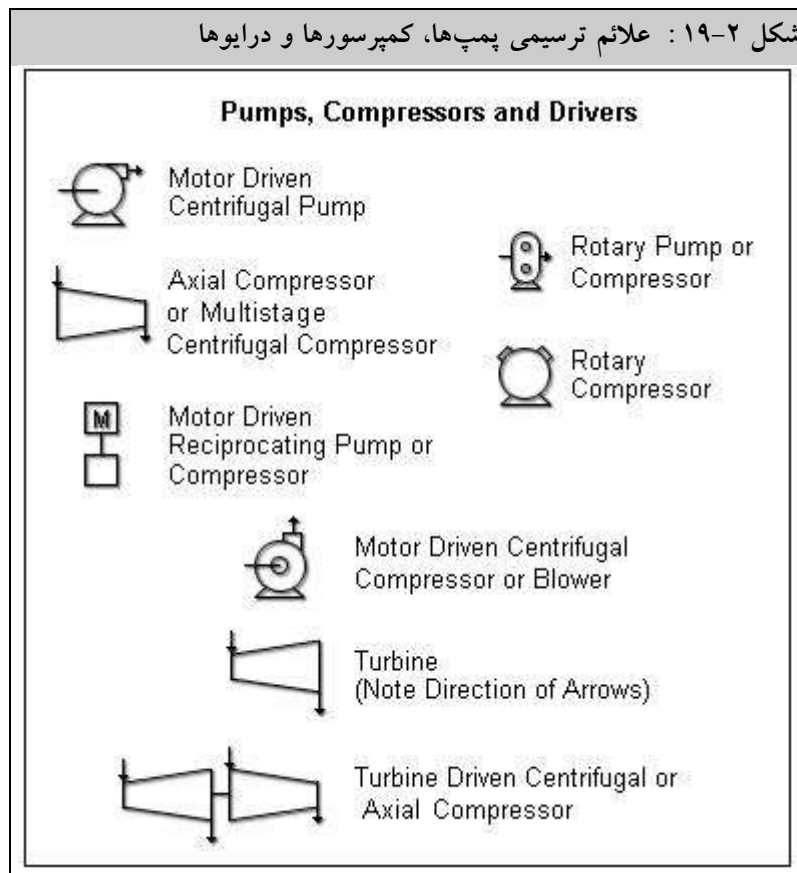 شکل ۲-۱۹ : علائم ترسیمی پمپ‌ها، کمپرسورها و درایوها
Pumps, Compressors and Drivers
Motor Driven
Centrifugal Pump
Rotary Pump or
Compressor
Axial Compressor
or Multistage
Centrifugal Compressor
Rotary
Compressor
M
Motor Driven
Reciprocating Pump or
Compressor
Motor Driven Centrifugal
Compressor or Blower
Turbine
(Note Direction of Arrows)
Turbine Driven Centrifugal or
Axial Compressor